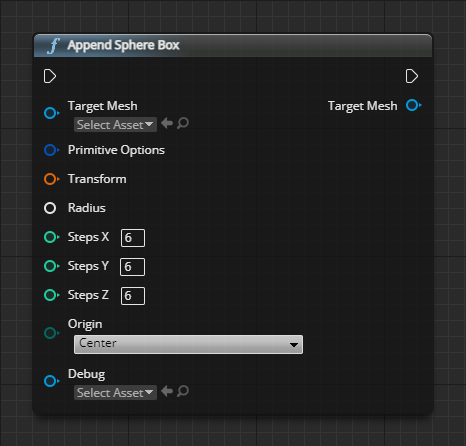 f Append Sphere Box
Target Mesh
Target Mesh
Select Asset
Primitive Options
Transform
Radius
Steps X 6
Steps Y 6
Steps Z 6
Origin
Center
Debug
Select Asset